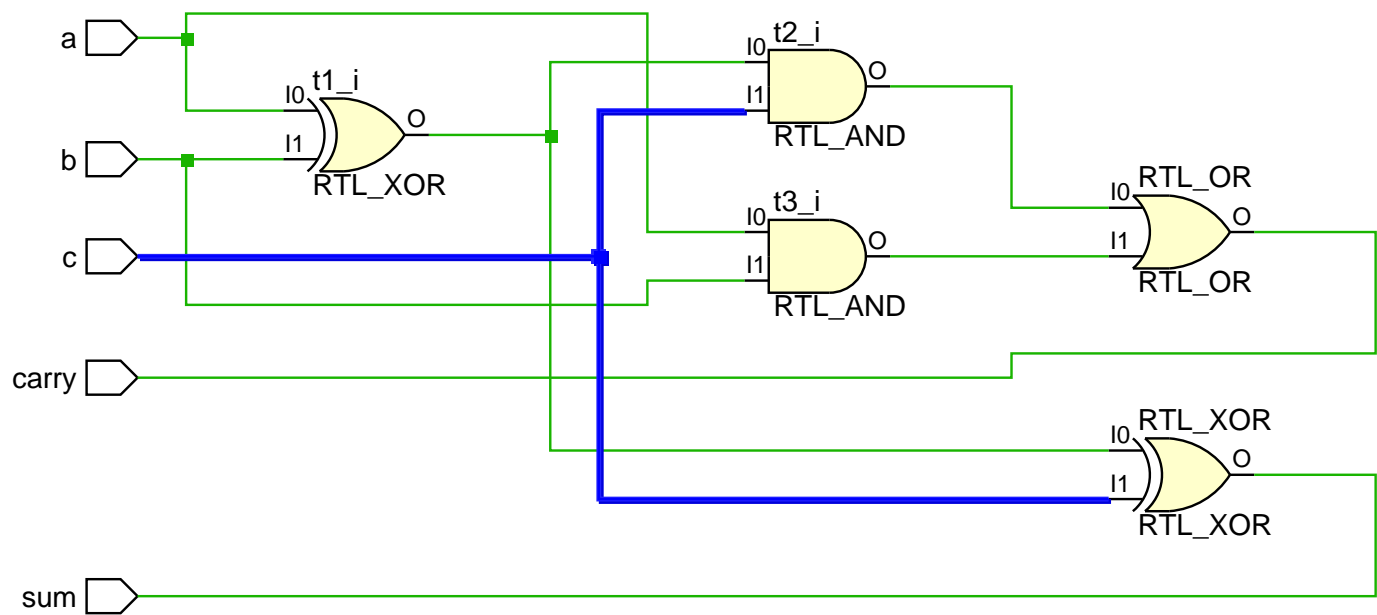 a
b
c
carry
sum
t1_i
I0
I1
O
RTL_XOR
t2_i
I0
I1
O
RTL_AND
t3_i
I0
I1
O
RTL_AND
RTL_OR
I0
I1
O
RTL_OR
RTL_XOR
I0
I1
O
RTL_XOR